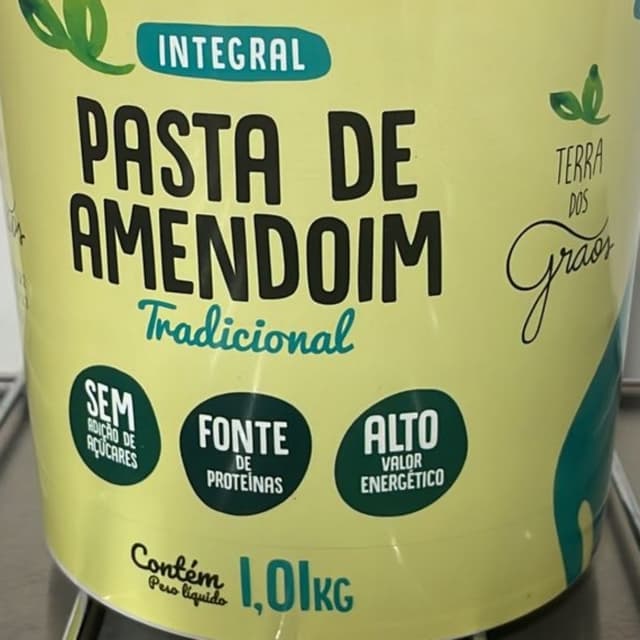 INTEGRAL
PASTA DE
AMENDOIM
Tradicional
TERRA
DOS
Grãos
SEM
ADIÇÃO DE
AÇÚCARES
FONTE
DE
PROTEÍNAS
ALTO
VALOR
ENERGÉTICO
Contém
Peso líquido
1,01KG